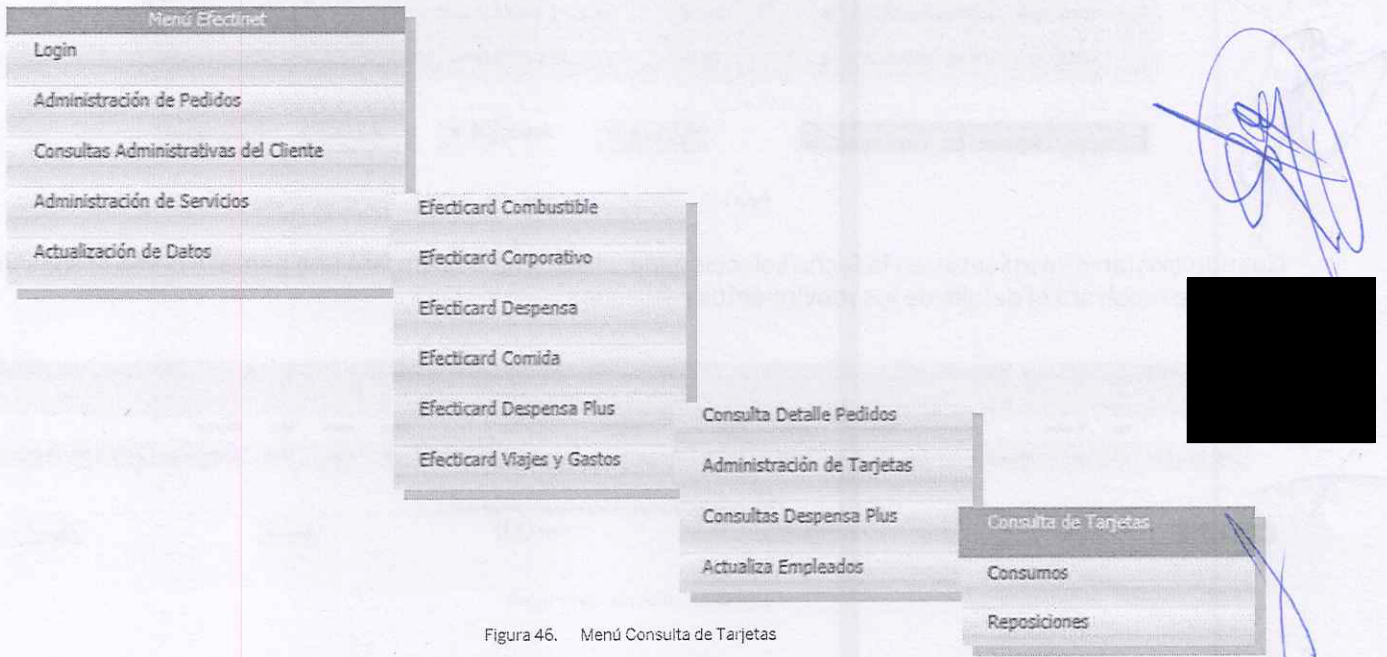 Menú Efectinet
Login
Administración de Pedidos
Consultas Administrativas del Cliente
Administración de Servicios
Actualización de Datos
Efecticard Combustible
Efecticard Corporativo
Efecticard Despensa
Efecticard Comida
Efecticard Despensa Plus
Efecticard Viajes y Gastos
Consulta Detalle Pedidos
Administración de Tarjetas
Consultas Despensa Plus
Actualiza Empleados
Consulta de Tarjetas
Consumos
Reposiciones
Figura 46. Menú Consulta de Tarjetas